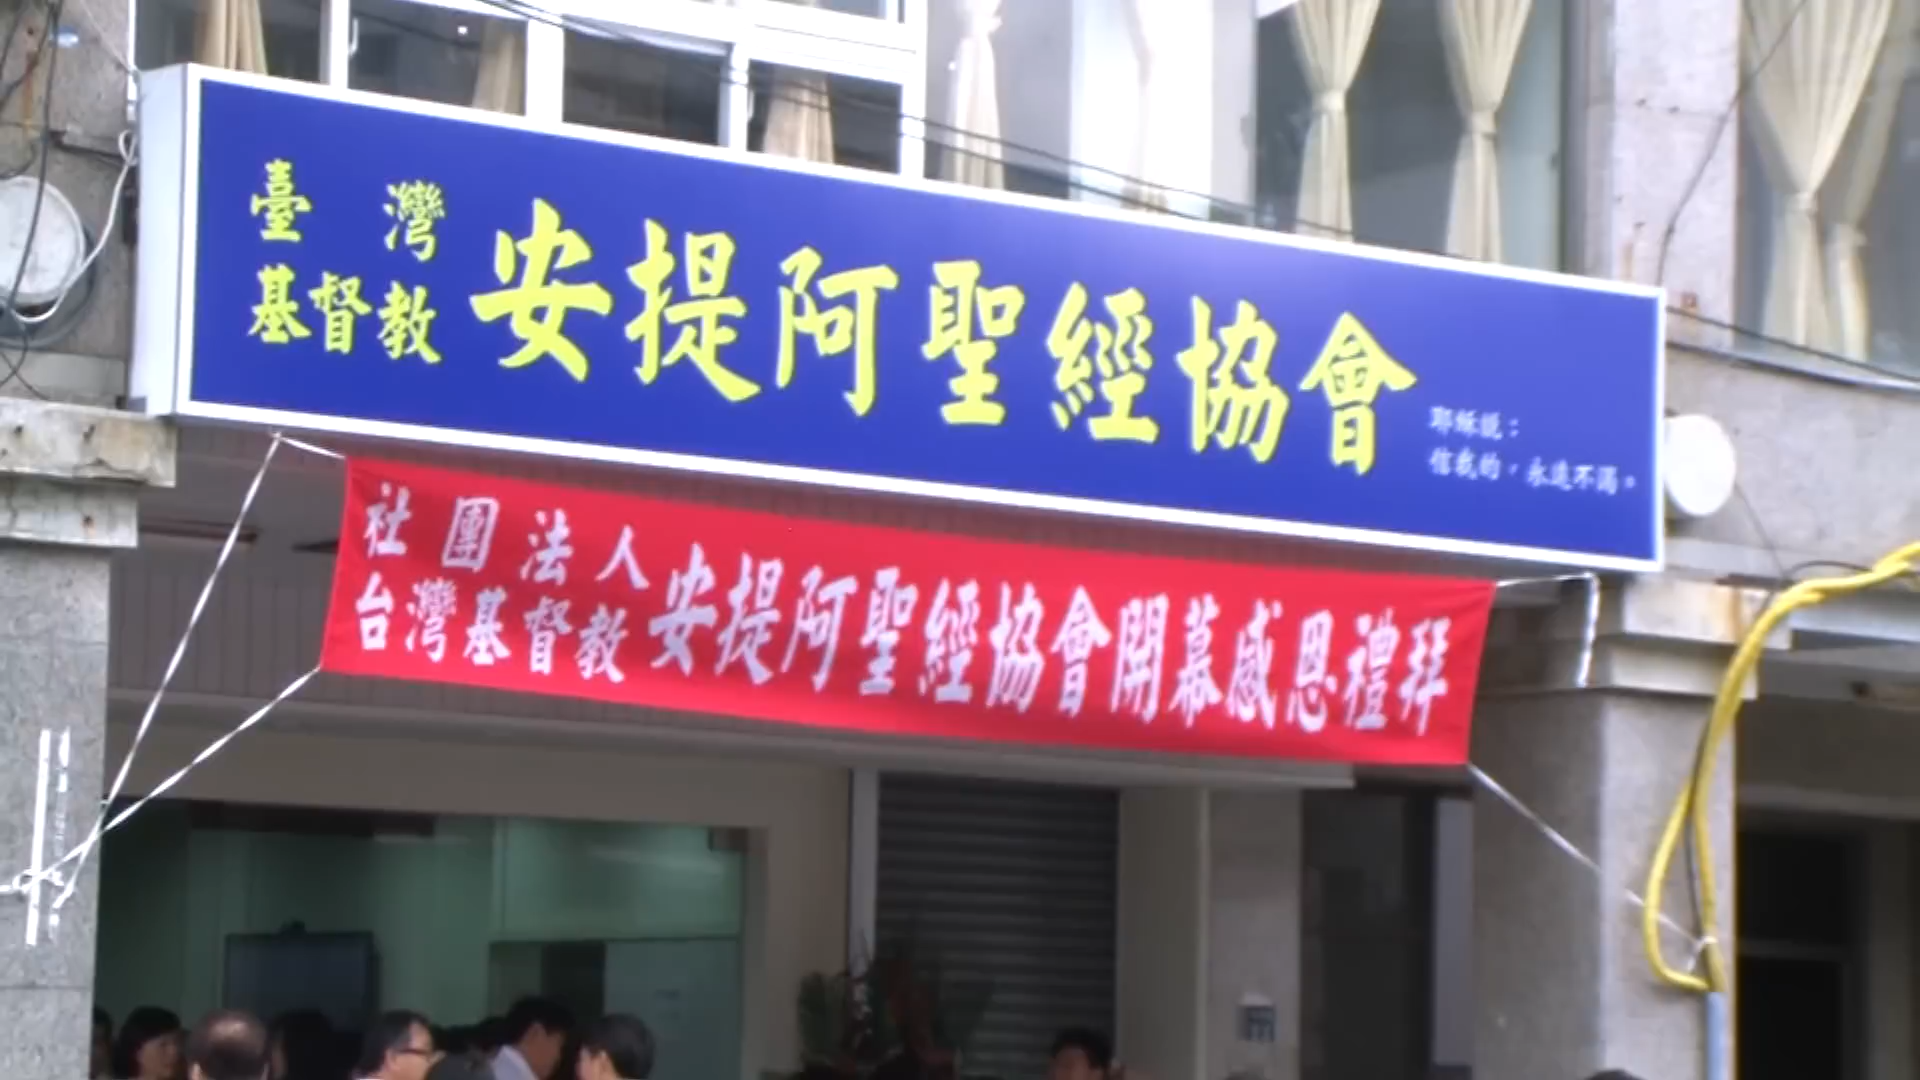 臺灣
基督教
安提阿聖經協會
耶穌說：
信我的，永遠不渴。
社團法人
台灣基督教
安提阿聖經協會開幕感恩禮拜